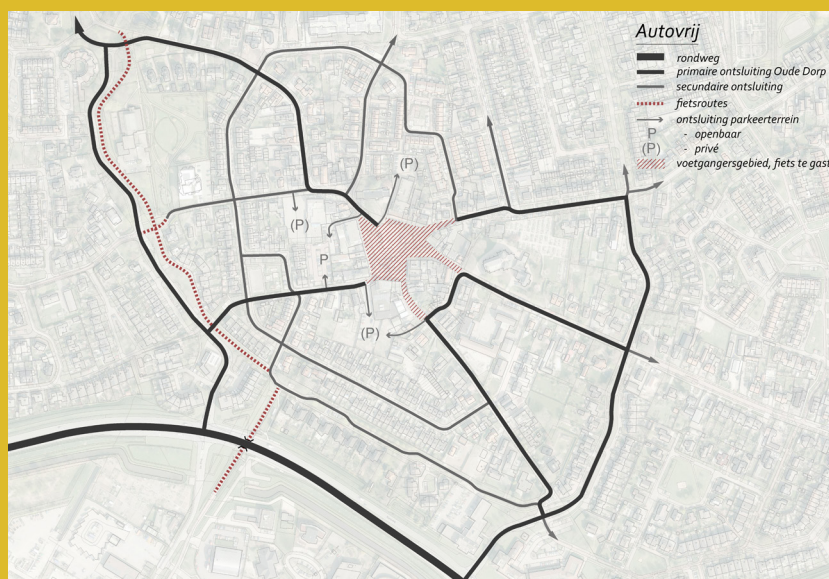 Autovrij
rondweg
primaire ontsluiting Oude Dorp
secundaire ontsluiting
fietsroutes
ontsluiting parkeerterrein
P - openbaar
(P) - privé
voetgangersgebied, fiets te gast
(P)
(P)
P
(P)